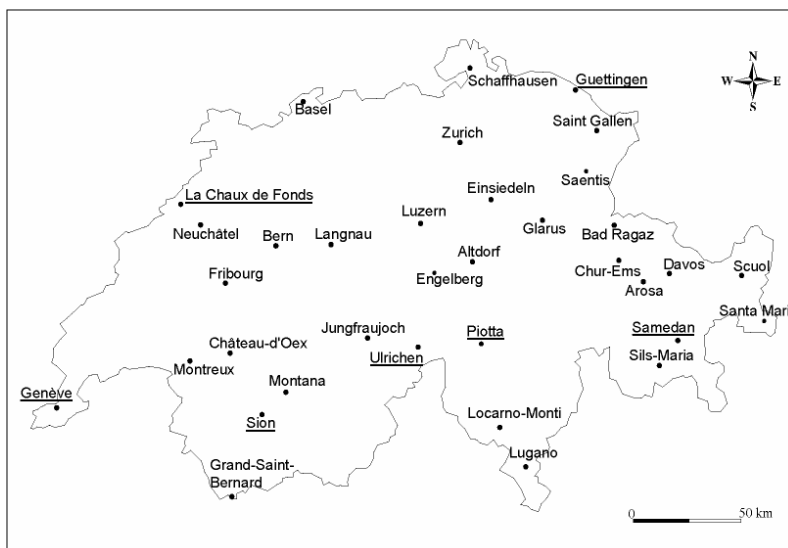 N
W E
S
Schaffhausen
Guettingen
Basel
Saint Gallen
Zurich
Saentis
La Chaux de Fonds
Einsiedeln
Luzern
Glarus
Neuchâtel
Bern
Langnau
Bad Ragaz
Altdorf
Fribourg
Engelberg
Chur-Ems
Davos
Scuol
Arosa
Santa Mari
Jungfraujoch
Piotta
Samedan
Château-d'Oex
Ulrichen
Sils-Maria
Montreux
Montana
Genève
Locarno-Monti
Sion
Lugano
Grand-Saint-
Bernard
0 50 km